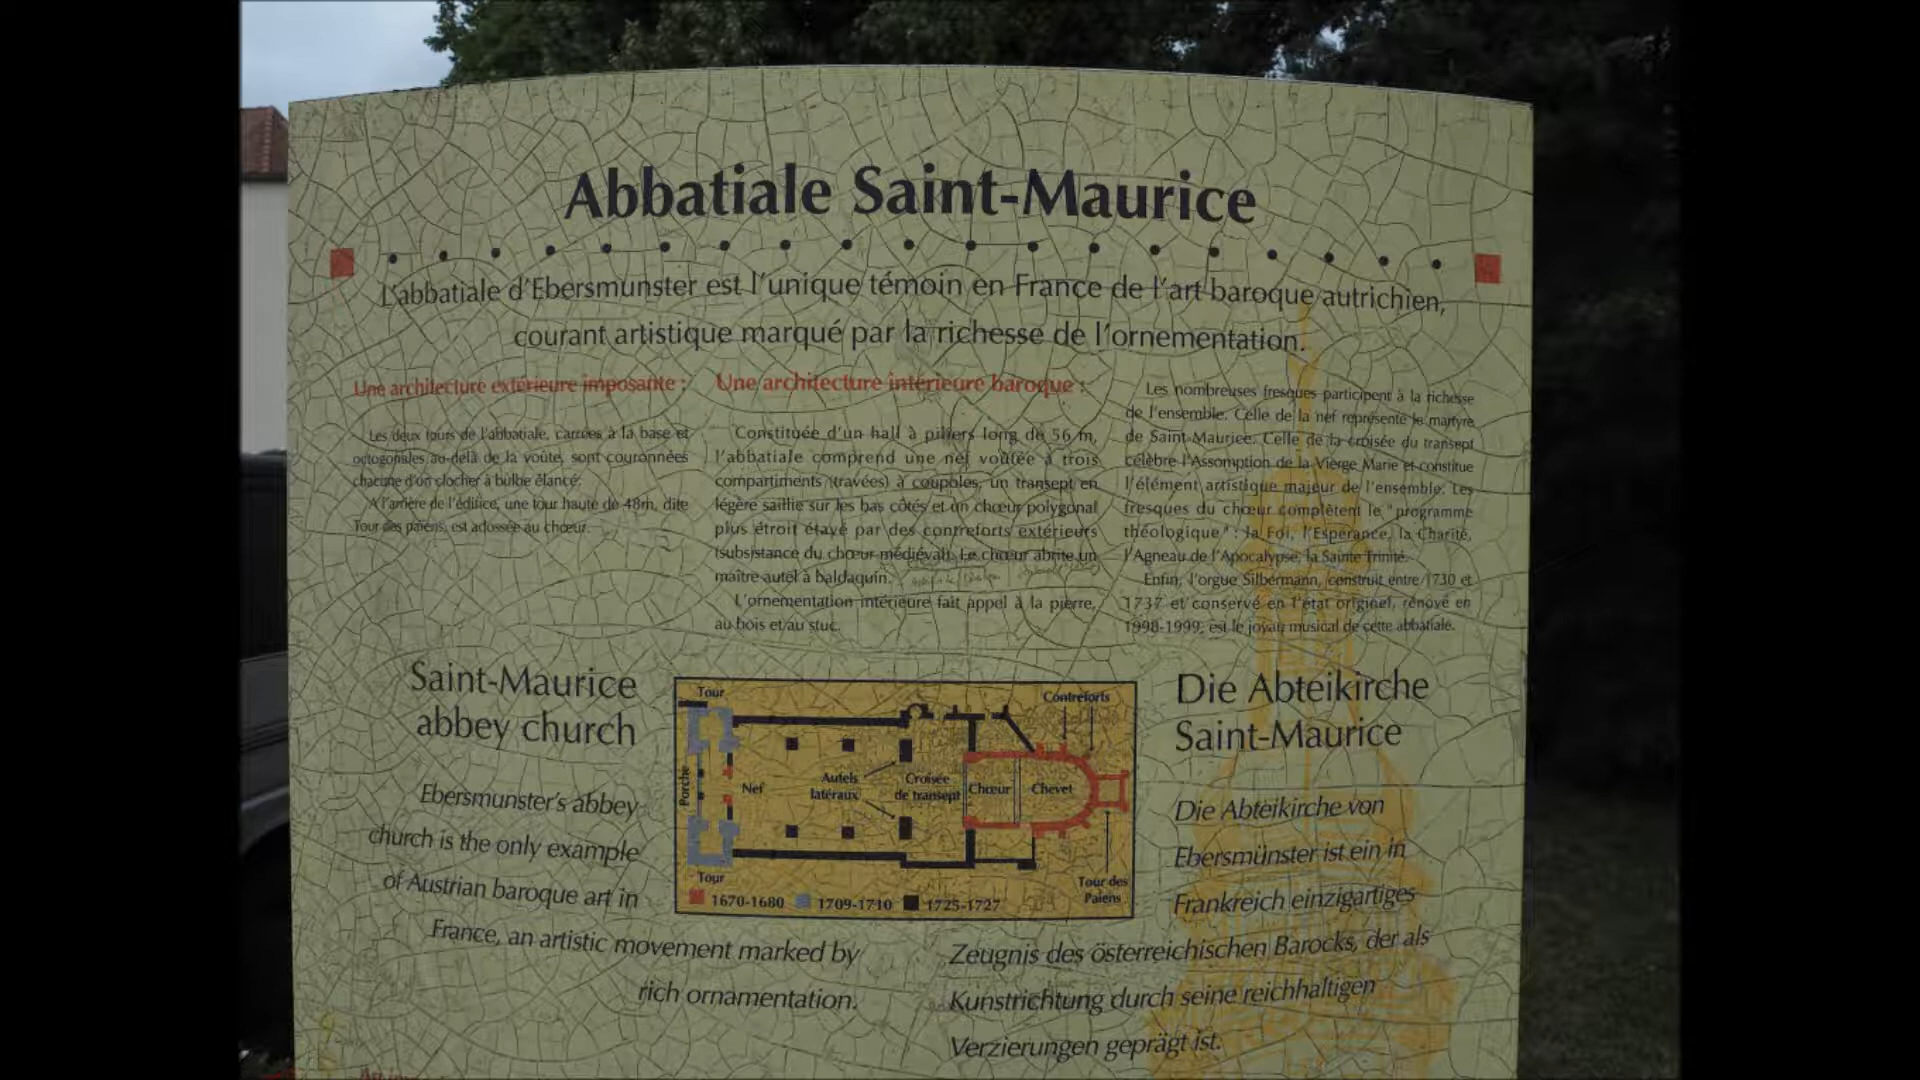 Abbatiale Saint-Maurice
L'abbatiale d'Ebersmunster est l'unique témoin en France de l'art baroque autrichien,
courant artistique marqué par la richesse de l'ornementation.
Une architecture extérieure imposante :
Les deux tours de l'abbatiale, carrées à la base et
octogonales au-delà de la voûte, sont couronnées
chacune d'un clocher à bulbe élancé.
A l'arrière de l'édifice, une tour haute de 48m, dite
Tour des païens, est adossée au chœur.
Une architecture intérieure baroque :
Constituée d'un hall à piliers long de 56 m,
l'abbatiale comprend une nef voûtée à trois
compartiments (travées) à coupoles, un transept en
légère saillie sur les bas côtés et un chœur polygonal
plus étroit étayé par des contreforts extérieurs
(subsistance du chœur médiéval). Le chœur abrite un
maître autel à baldaquin.
L'ornementation intérieure fait appel à la pierre,
au bois et au stuc.
Les nombreuses fresques participent à la richesse
de l'ensemble. Celle de la nef représente le martyre
de Saint-Maurice. Celle de la croisée du transept
célèbre l'Assomption de la Vierge Marie et constitue
l'élément artistique majeur de l'ensemble. Les
fresques du chœur complètent le "programme
théologique" : la Foi, l'Espérance, la Charité,
l'Agneau de l'Apocalypse, la Sainte Trinité.
Enfin, l'orgue Silbermann, construit entre 1730 et
1737 et conservé en l'état originel, rénové en
1998-1999, est le joyau musical de cette abbatiale.
Saint-Maurice
abbey church
Ebersmunster's abbey
church is the only example
of Austrian baroque art in
France, an artistic movement marked by
rich ornamentation.
Tour
Contreforts
Porche
Nef
Autels
latéraux
Croisée
de transept
Chœur
Chevet
Tour
Tour des
Païens
1670-1680
1709-1710
1725-1727
Die Abteikirche
Saint-Maurice
Die Abteikirche von
Ebersmünster ist ein in
Frankreich einzigartiges
Zeugnis des österreichischen Barocks, der als
Kunstrichtung durch seine reichhaltigen
Verzierungen geprägt ist.